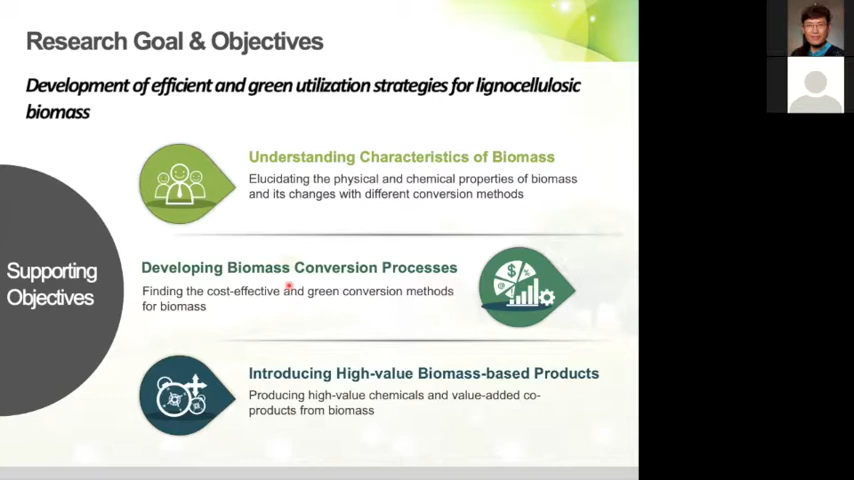 Research Goal & Objectives
Development of efficient and green utilization strategies for lignocellulosic
biomass
Understanding Characteristics of Biomass
Elucidating the physical and chemical properties of biomass
and its changes with different conversion methods
Supporting
Objectives
Developing Biomass Conversion Processes
Finding the cost-effective and green conversion methods
for biomass
$
%
@
Introducing High-value Biomass-based Products
Producing high-value chemicals and value-added co-
products from biomass